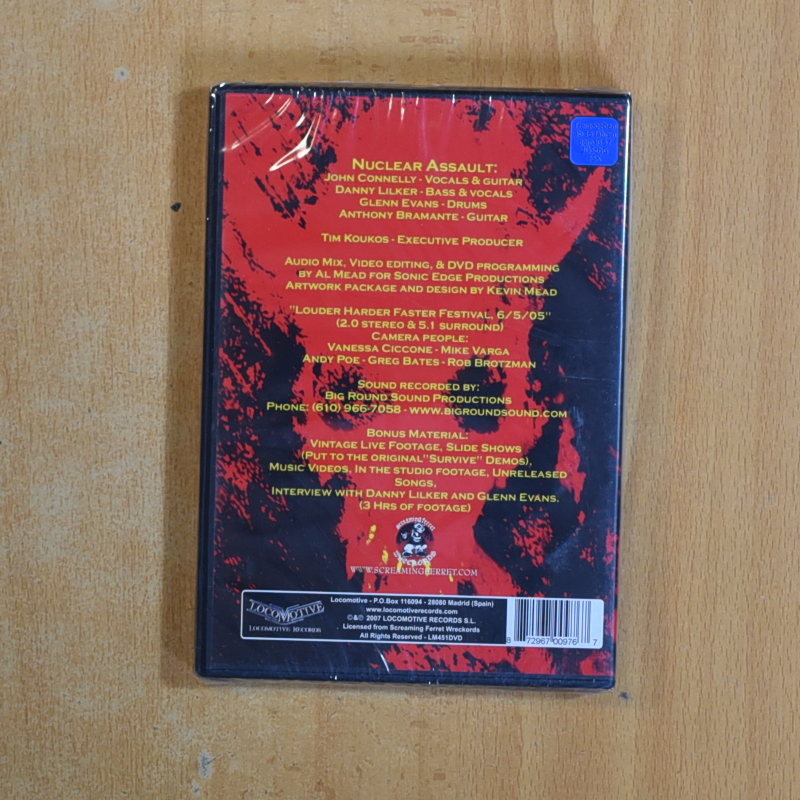 NUCLEAR ASSAULT:
JOHN CONNELLY - VOCALS & GUITAR
DANNY LILKER - BASS & VOCALS
GLENN EVANS - DRUMS
ANTHONY BRAMANTE - GUITAR
TIM KOUKOS - EXECUTIVE PRODUCER
AUDIO MIX, VIDEO EDITING, & DVD PROGRAMMING
BY AL MEAD FOR SONIC EDGE PRODUCTIONS
ARTWORK PACKAGE AND DESIGN BY KEVIN MEAD
"LOUDER HARDER FASTER FESTIVAL, 6/5/05"
(2.0 STEREO & 5.1 SURROUND)
CAMERA PEOPLE:
VANESSA CICCONE - MIKE VARGA
ANDY POE - GREG BATES - ROB BROTZMAN
SOUND RECORDED BY:
BIG ROUND SOUND PRODUCTIONS
PHONE: (610) 966-7058 - WWW.BIGROUNDSOUND.COM
BONUS MATERIAL:
VINTAGE LIVE FOOTAGE, SLIDE SHOWS
(PUT TO THE ORIGINAL "SURVIVE" DEMOS),
MUSIC VIDEOS, IN THE STUDIO FOOTAGE, UNRELEASED
SONGS,
INTERVIEW WITH DANNY LILKER AND GLENN EVANS.
(3 HRS OF FOOTAGE)
SCREAMING FERRET
WRECKORDS
WWW.SCREAMINGFERRET.COM
LOCOMOTIVE
LOCOMOTIVE RECORDS
Locomotive - P.O.Box 116094 - 28080 Madrid (Spain)
www.locomotiverecords.com
©&℗ 2007 LOCOMOTIVE RECORDS S.L.
Licensed from Screaming Ferret Wreckords
All Rights Reserved - LM451DVD
8 72967 00976 7